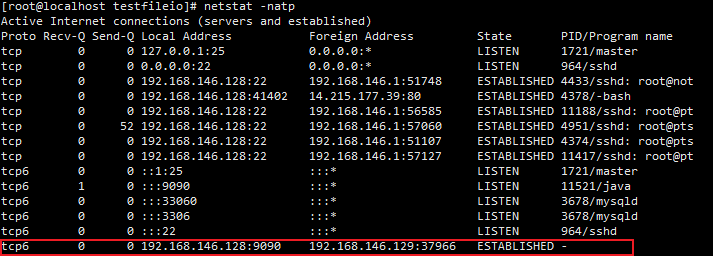 [root@localhost testfileio]# netstat -natp
Active Internet connections (servers and established)
Proto Recv-Q Send-Q Local Address           Foreign Address         State       PID/Program name
tcp        0      0 127.0.0.1:25            0.0.0.0:*               LISTEN      1721/master
tcp        0      0 0.0.0.0:22              0.0.0.0:*               LISTEN      964/sshd
tcp        0      0 192.168.146.128:22      192.168.146.1:51748     ESTABLISHED 4433/sshd: root@not
tcp        0      0 192.168.146.128:41402   14.215.177.39:80        ESTABLISHED 4378/-bash
tcp        0      0 192.168.146.128:22      192.168.146.1:56585     ESTABLISHED 11188/sshd: root@pt
tcp        0     52 192.168.146.128:22      192.168.146.1:57060     ESTABLISHED 4951/sshd: root@pts
tcp        0      0 192.168.146.128:22      192.168.146.1:51107     ESTABLISHED 4374/sshd: root@pts
tcp        0      0 192.168.146.128:22      192.168.146.1:57127     ESTABLISHED 11417/sshd: root@pt
tcp6       0      0 ::1:25                  :::*                    LISTEN      1721/master
tcp6       1      0 :::9090                 :::*                    LISTEN      11521/java
tcp6       0      0 :::33060                :::*                    LISTEN      3678/mysqld
tcp6       0      0 :::3306                 :::*                    LISTEN      3678/mysqld
tcp6       0      0 :::22                   :::*                    LISTEN      964/sshd
tcp6       0      0 192.168.146.128:9090    192.168.146.129:37966   ESTABLISHED -